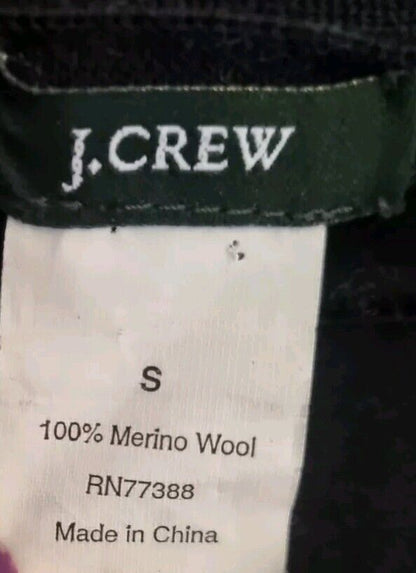 J.CREW
S
100% Merino Wool
RN77388
Made in China